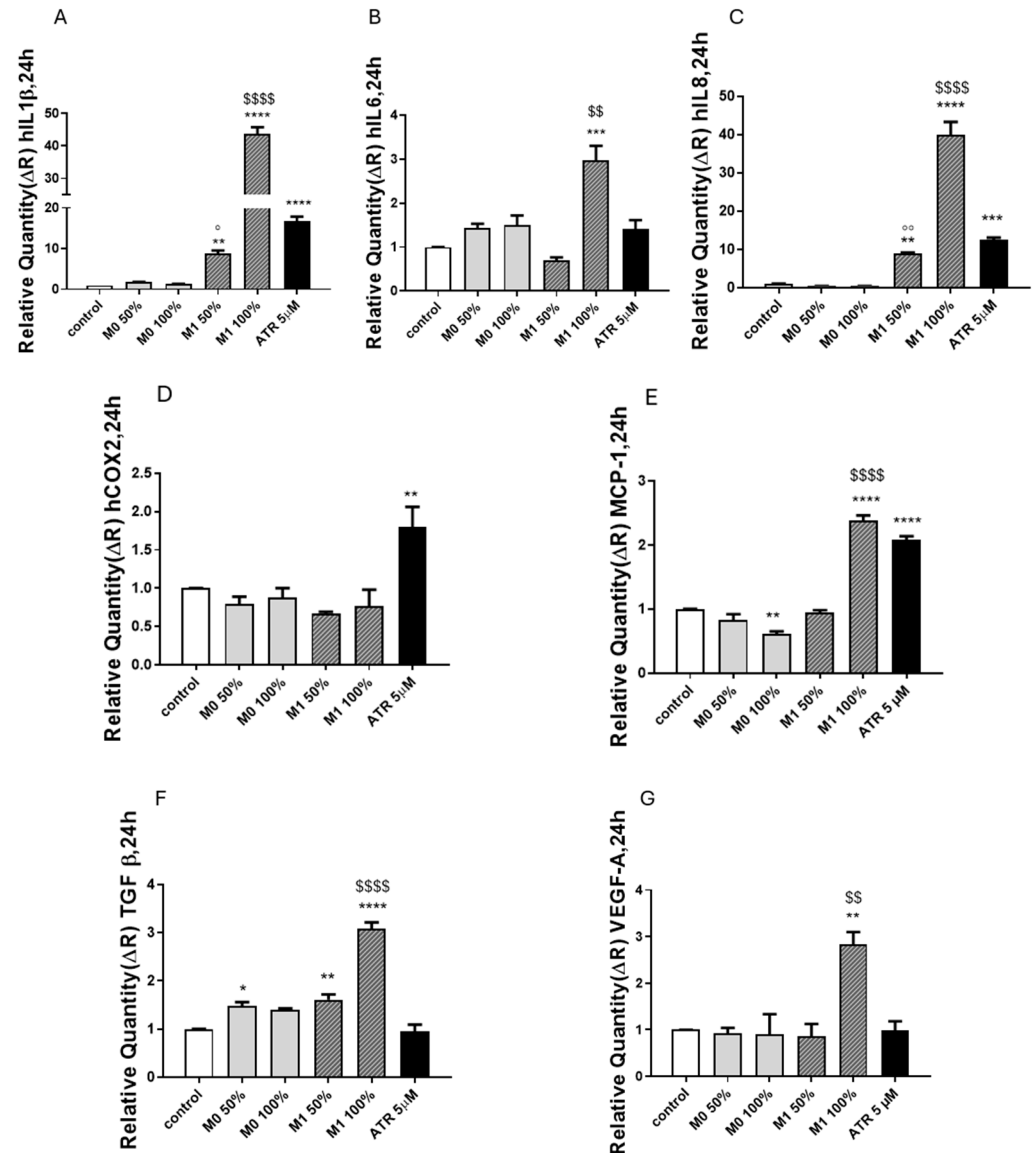 A
Relative Quantity(ΔR) hIL1β,24h
50
40
30
20
10
0
**
°
****
$$$$
****
control
M0 50%
M0 100%
M1 50%
M1 100%
ATR 5μM
B
Relative Quantity(ΔR) hIL6,24h
4
3
2
1
0
$$
***
control
M0 50%
M0 100%
M1 50%
M1 100%
ATR 5μM
C
Relative Quantity(ΔR) hIL8,24h
50
40
30
20
10
0
°°
**
$$$$
****
***
control
M0 50%
M0 100%
M1 50%
M1 100%
ATR 5μM
D
Relative Quantity(ΔR) hCOX2,24h
2.5
2.0
1.5
1.0
0.5
0.0
**
control
M0 50%
M0 100%
M1 50%
M1 100%
ATR 5μM
E
Relative Quantity(ΔR) MCP-1,24h
3
2
1
0
**
$$$$
****
****
control
M0 50%
M0 100%
M1 50%
M1 100%
ATR 5 μM
F
Relative Quantity(ΔR) TGF β,24h
4
3
2
1
0
*
**
$$$$
****
control
M0 50%
M0 100%
M1 50%
M1 100%
ATR 5μM
G
Relative Quantity(ΔR) VEGF-A,24h
4
3
2
1
0
$$
**
control
M0 50%
M0 100%
M1 50%
M1 100%
ATR 5 μM